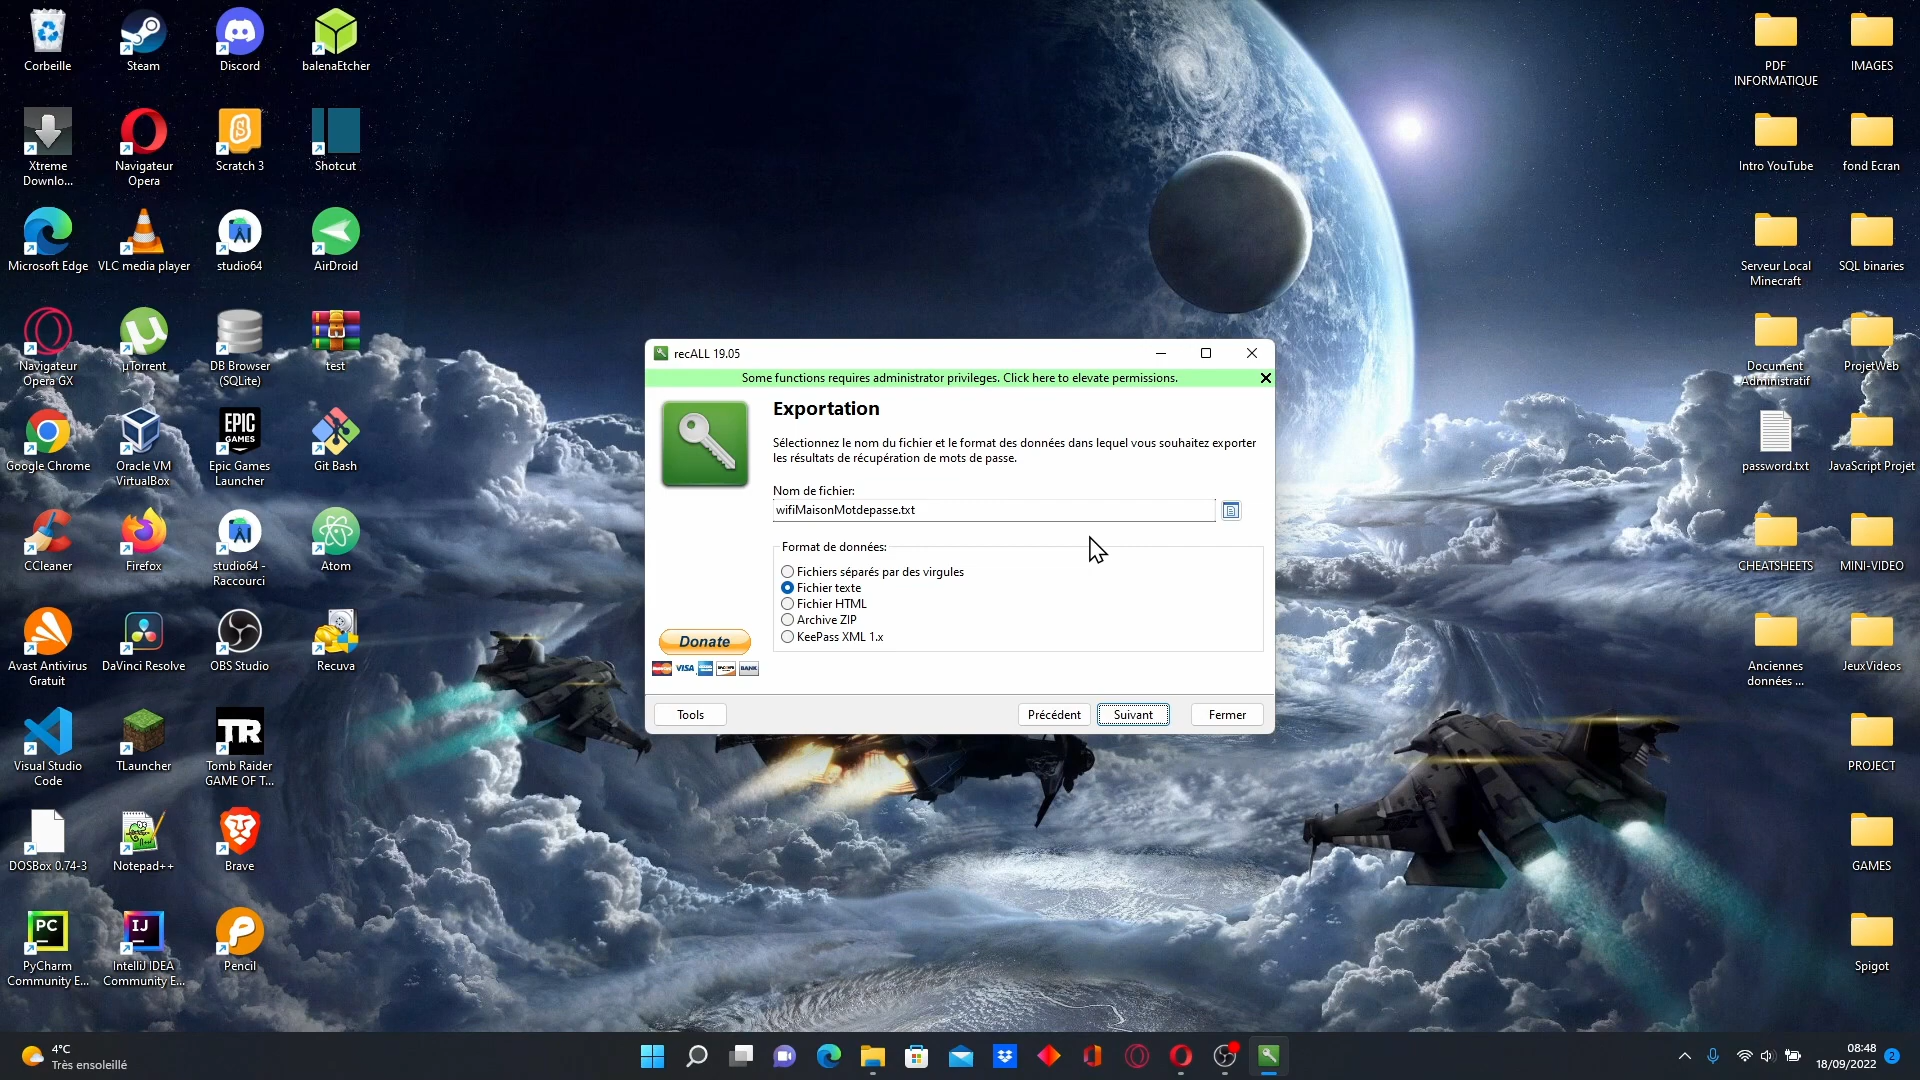 Corbeille
Steam
Discord
balenaEtcher
Xtreme
Downlo...
Navigateur
Opera
Scratch 3
Shotcut
Microsoft Edge
VLC media player
studio64
AirDroid
Navigateur
Opera GX
µTorrent
DB Browser
(SQLite)
test
Google Chrome
Oracle VM
VirtualBox
EPIC
GAMES
Epic Games
Launcher
Git Bash
CCleaner
Firefox
studio64 -
Raccourci
Atom
Avast Antivirus
Gratuit
DaVinci Resolve
OBS Studio
Recuva
Visual Studio
Code
TLauncher
TR
Tomb Raider
GAME OF T...
DOSBox 0.74-3
Notepad++
Brave
PC
PyCharm
Community E...
IJ
IntelliJ IDEA
Community E...
Pencil
recALL 19.05
Some functions requires administrator privileges. Click here to elevate permissions.
Exportation
Sélectionnez le nom du fichier et le format des données dans lequel vous souhaitez exporter
les résultats de récupération de mots de passe.
Nom de fichier:
wifiMaisonMotdepasse.txt
Format de données:
Fichiers séparés par des virgules
Fichier texte
Fichier HTML
Archive ZIP
KeePass XML 1.x
Donate
VISA
BANK
Tools
Précédent
Suivant
Fermer
PDF
INFORMATIQUE
IMAGES
Intro YouTube
fond Ecran
Serveur Local
Minecraft
SQL binaries
Document
Administratif
ProjetWeb
password.txt
JavaScript Projet
CHEATSHEETS
MINI-VIDEO
Anciennes
données ...
JeuxVideos
PROJECT
GAMES
Spigot
4°C
Très ensoleillé
08:48
18/09/2022
2